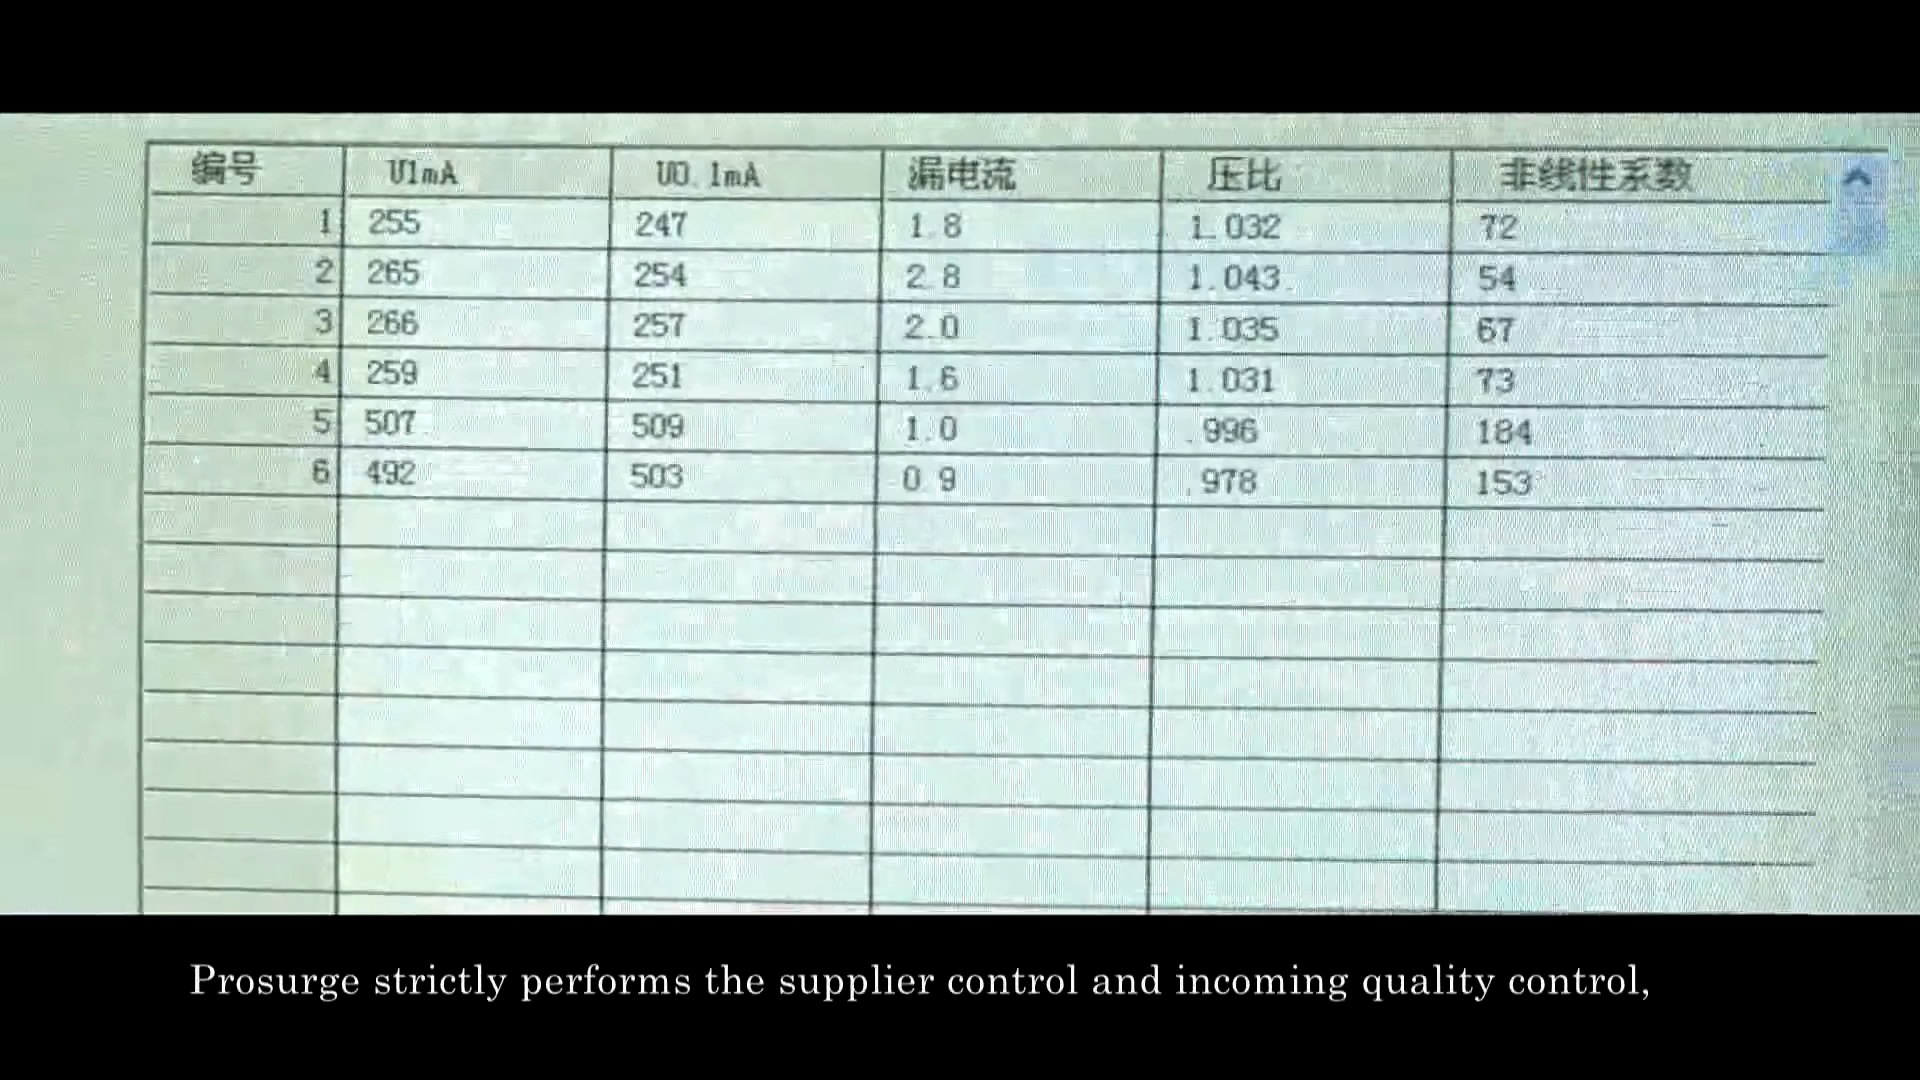 编号 U1mA U0.1mA 漏电流 压比 非线性系数
1 255 247 1.8 1.032 72
2 265 254 2.8 1.043 54
3 266 257 2.0 1.035 67
4 259 251 1.6 1.031 73
5 507 509 1.0 .996 184
6 492 503 0.9 .978 153
Prosurge strictly performs the supplier control and incoming quality control,